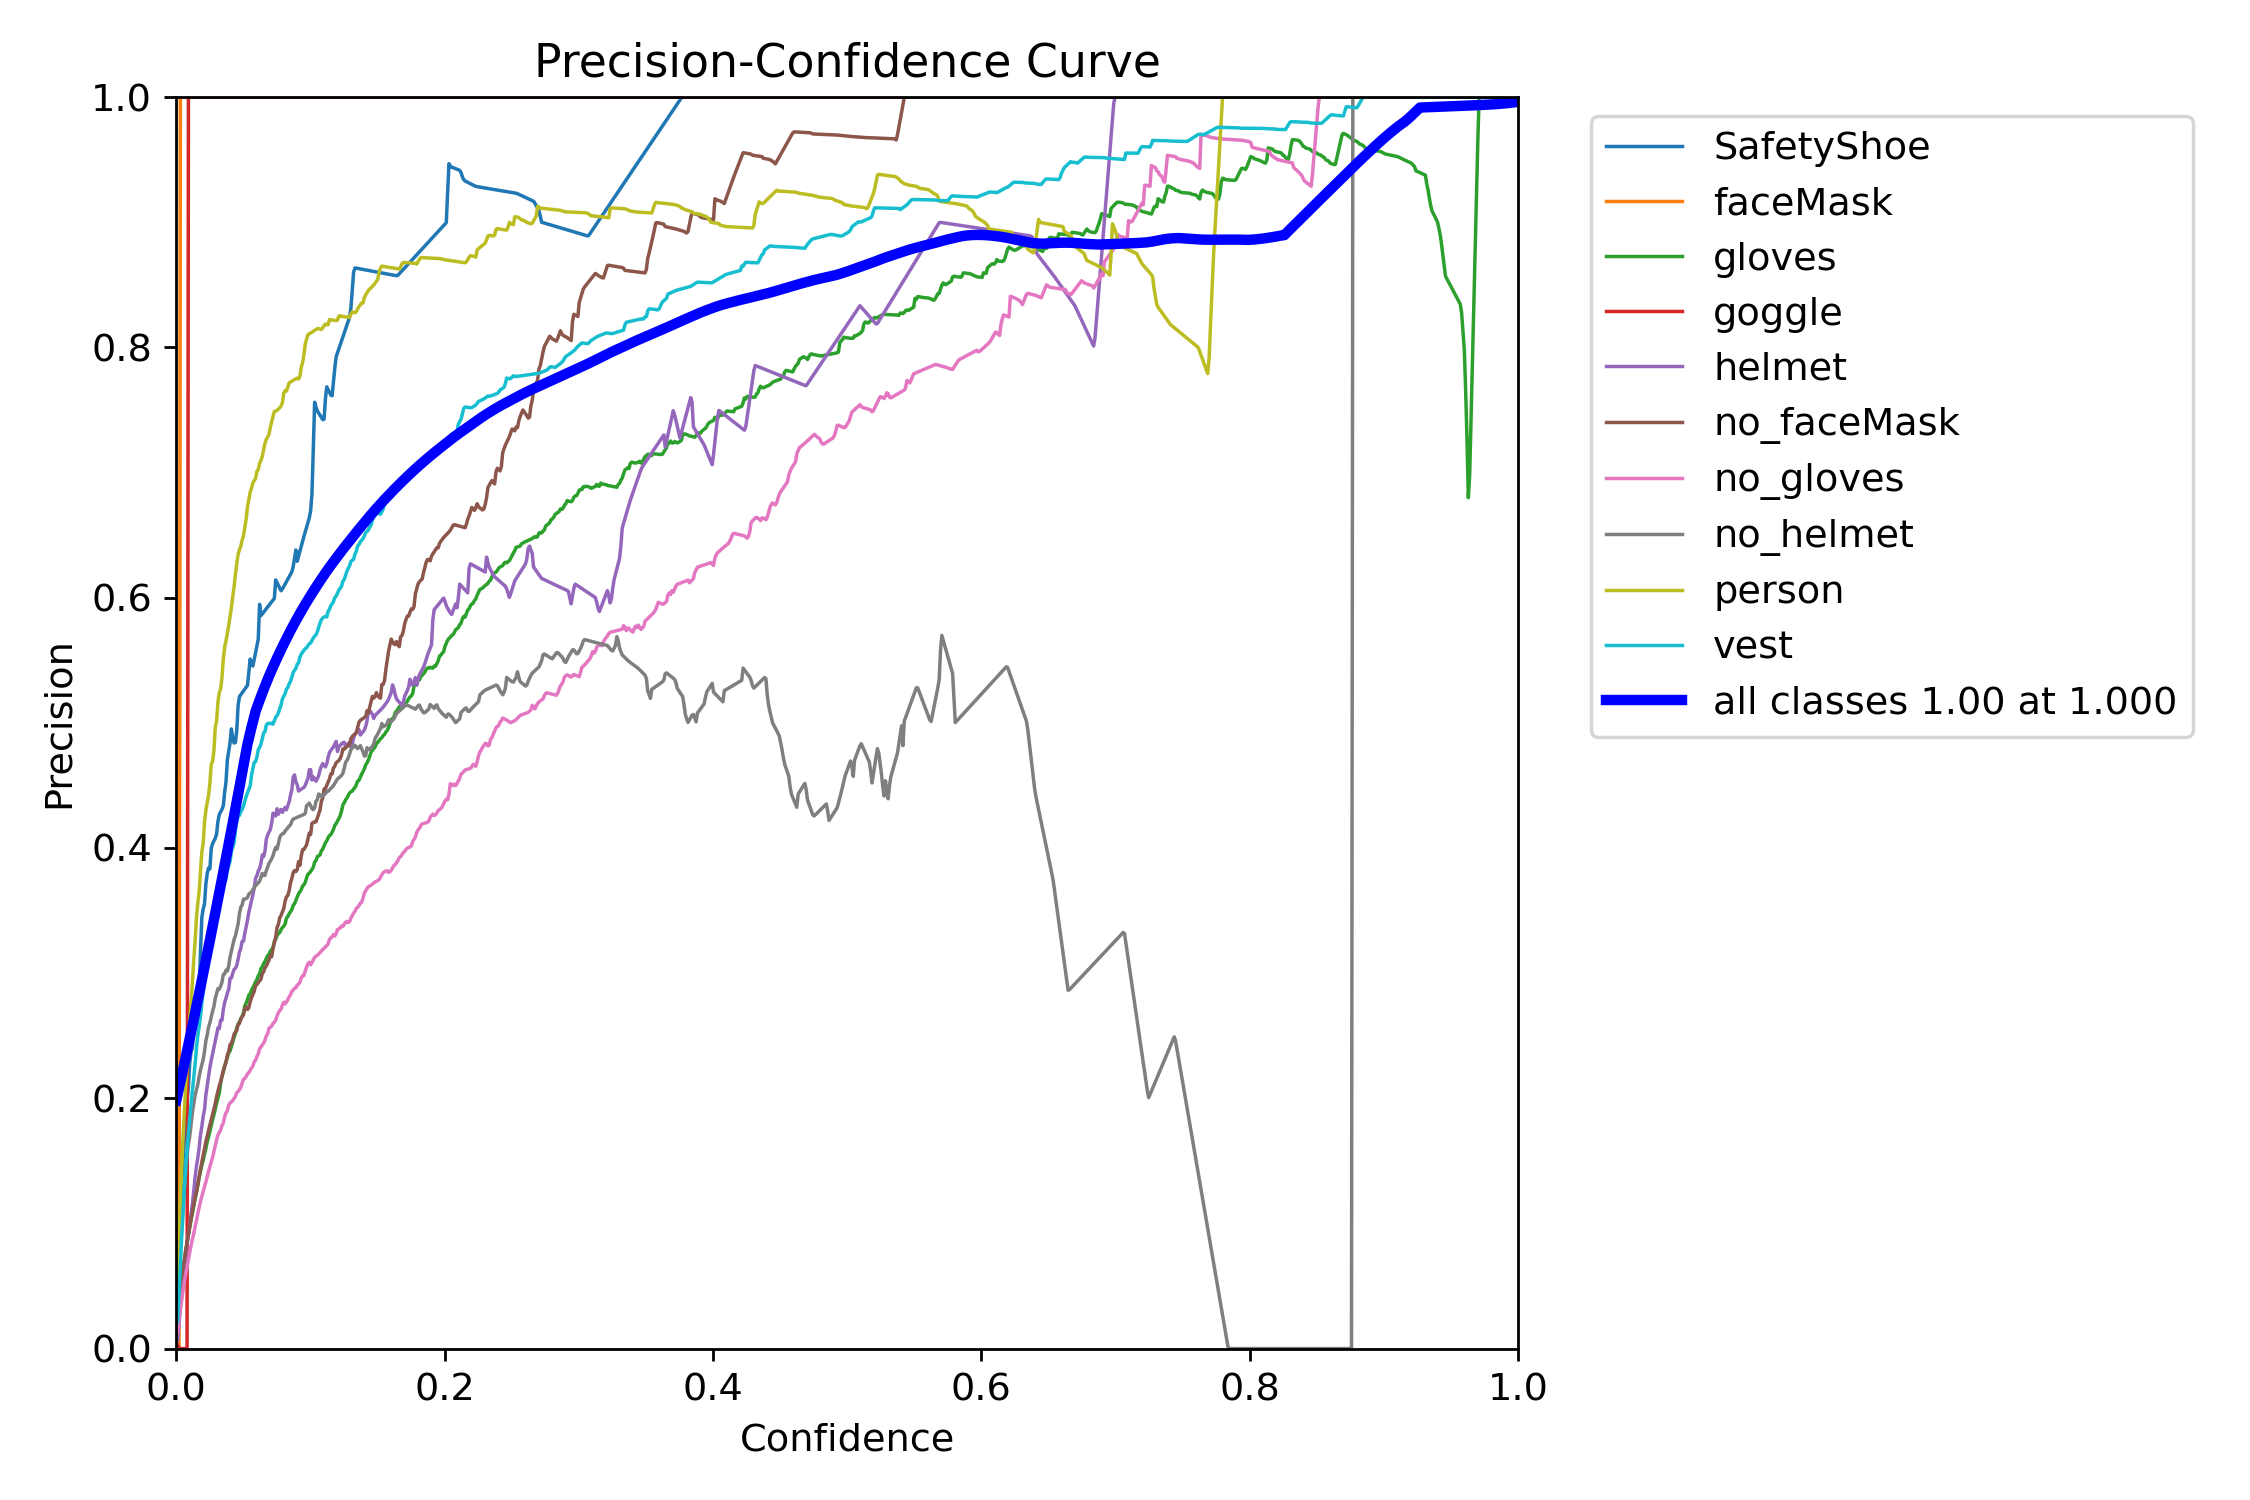 Precision-Confidence Curve
1.0
0.8
0.6
0.4
0.2
0.0
Precision
0.0 0.2 0.4 0.6 0.8 1.0
Confidence
SafetyShoe
faceMask
gloves
goggle
helmet
no_faceMask
no_gloves
no_helmet
person
vest
all classes 1.00 at 1.000